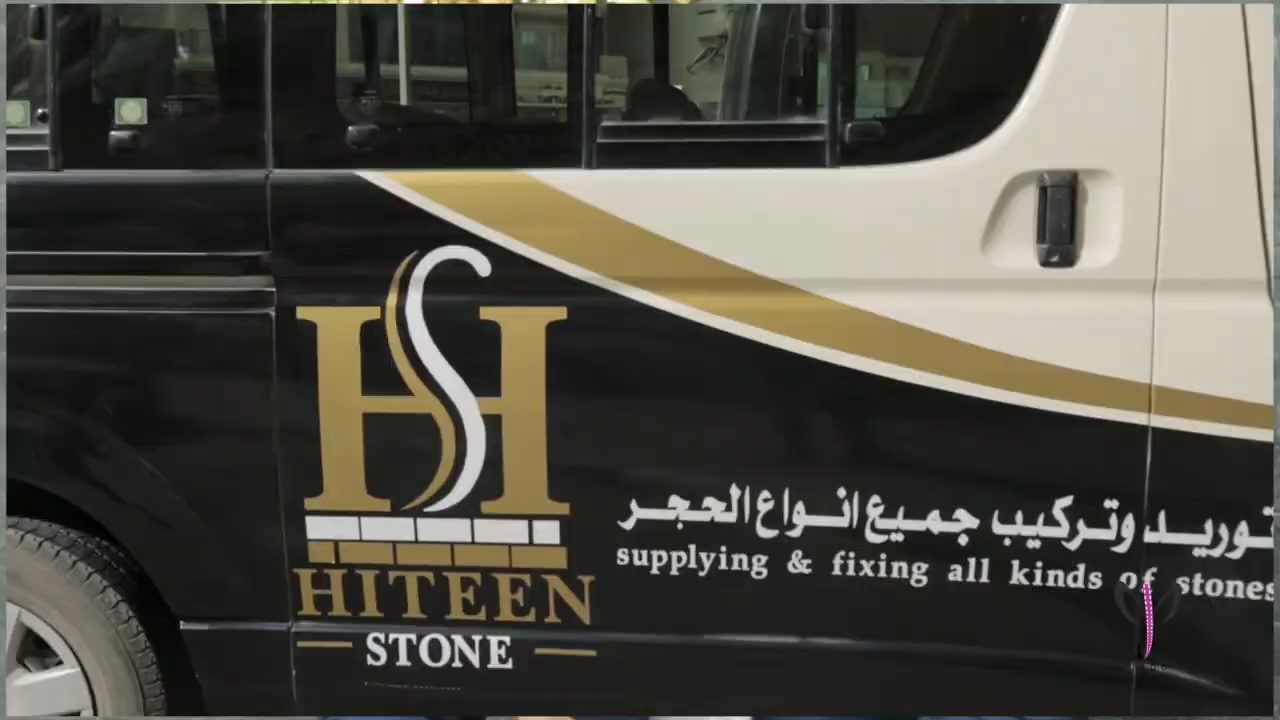 HS
HITEEN
STONE
توريد وتركيب جميع انواع الحجر
supplying & fixing all kinds of stones